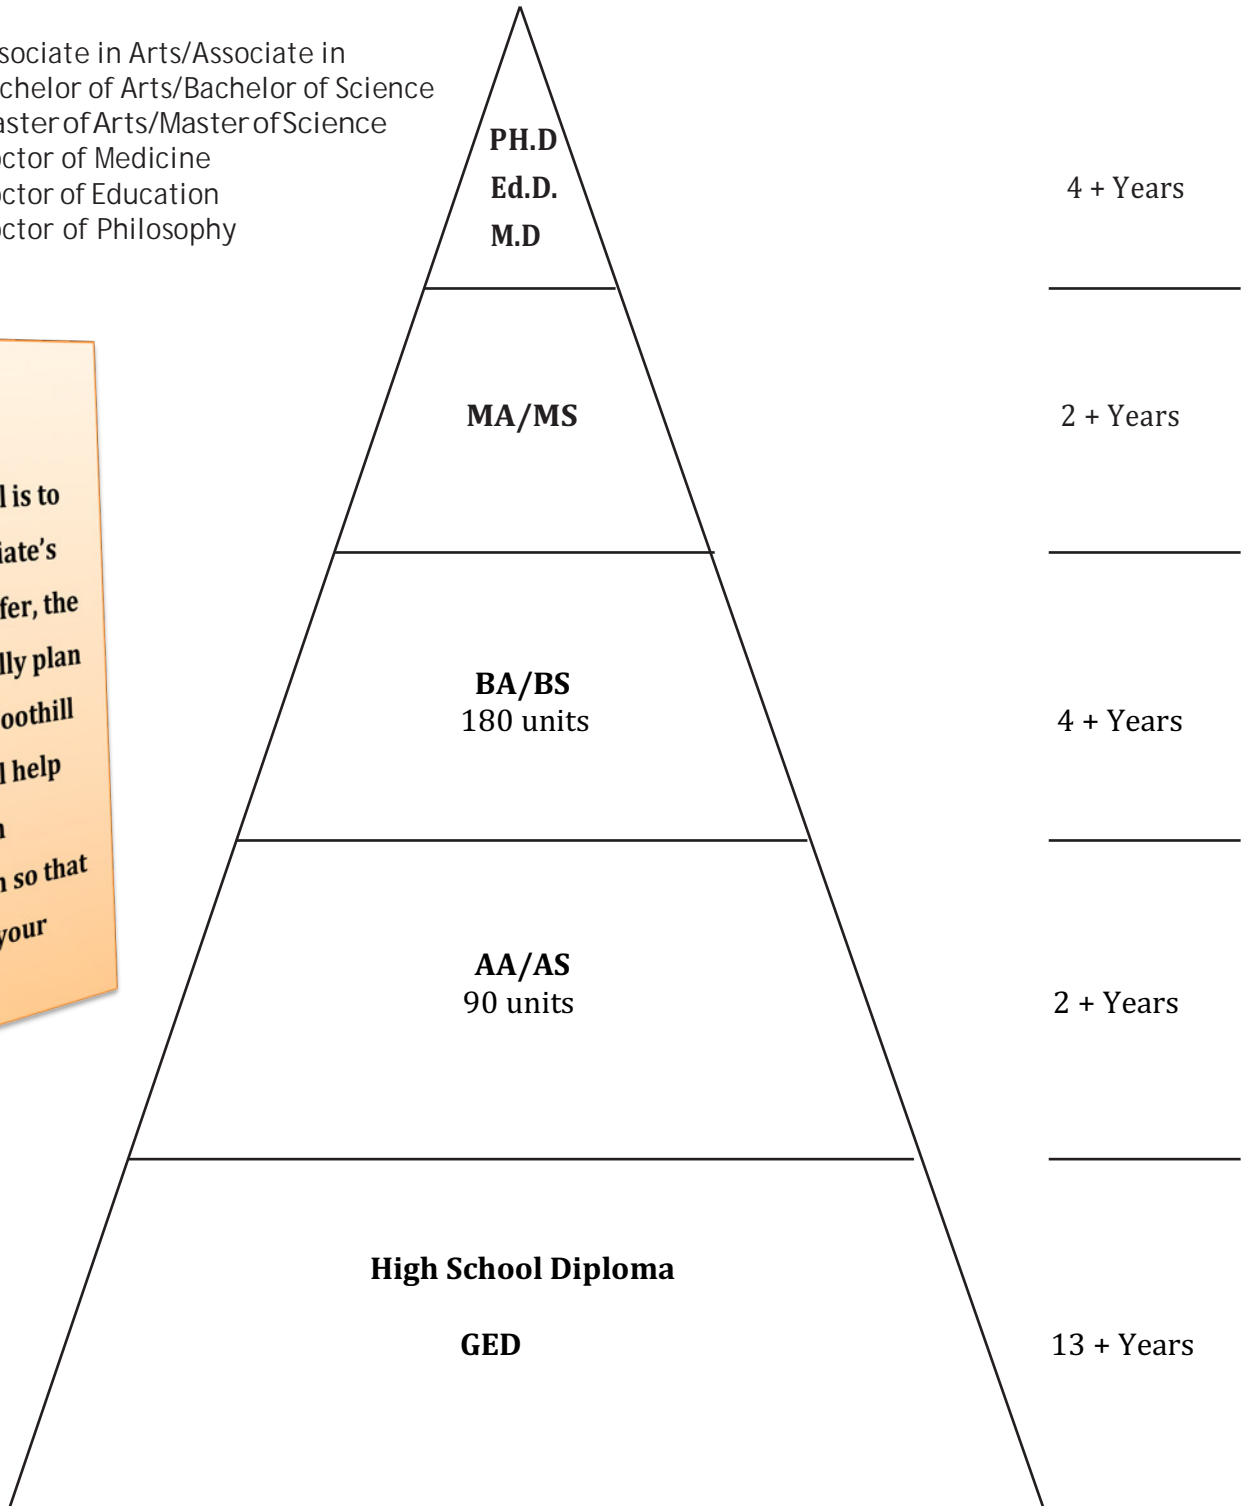 sociate in Arts/Associate in
chelor of Arts/Bachelor of Science
aster of Arts/Master of Science
octor of Medicine
octor of Education
octor of Philosophy
PH.D
Ed.D.
M.D
4 + Years
MA/MS
2 + Years
l is to
iate's
fer, the
lly plan
oothill
l help
n
n so that
your
BA/BS
180 units
4 + Years
AA/AS
90 units
2 + Years
High School Diploma
GED
13 + Years